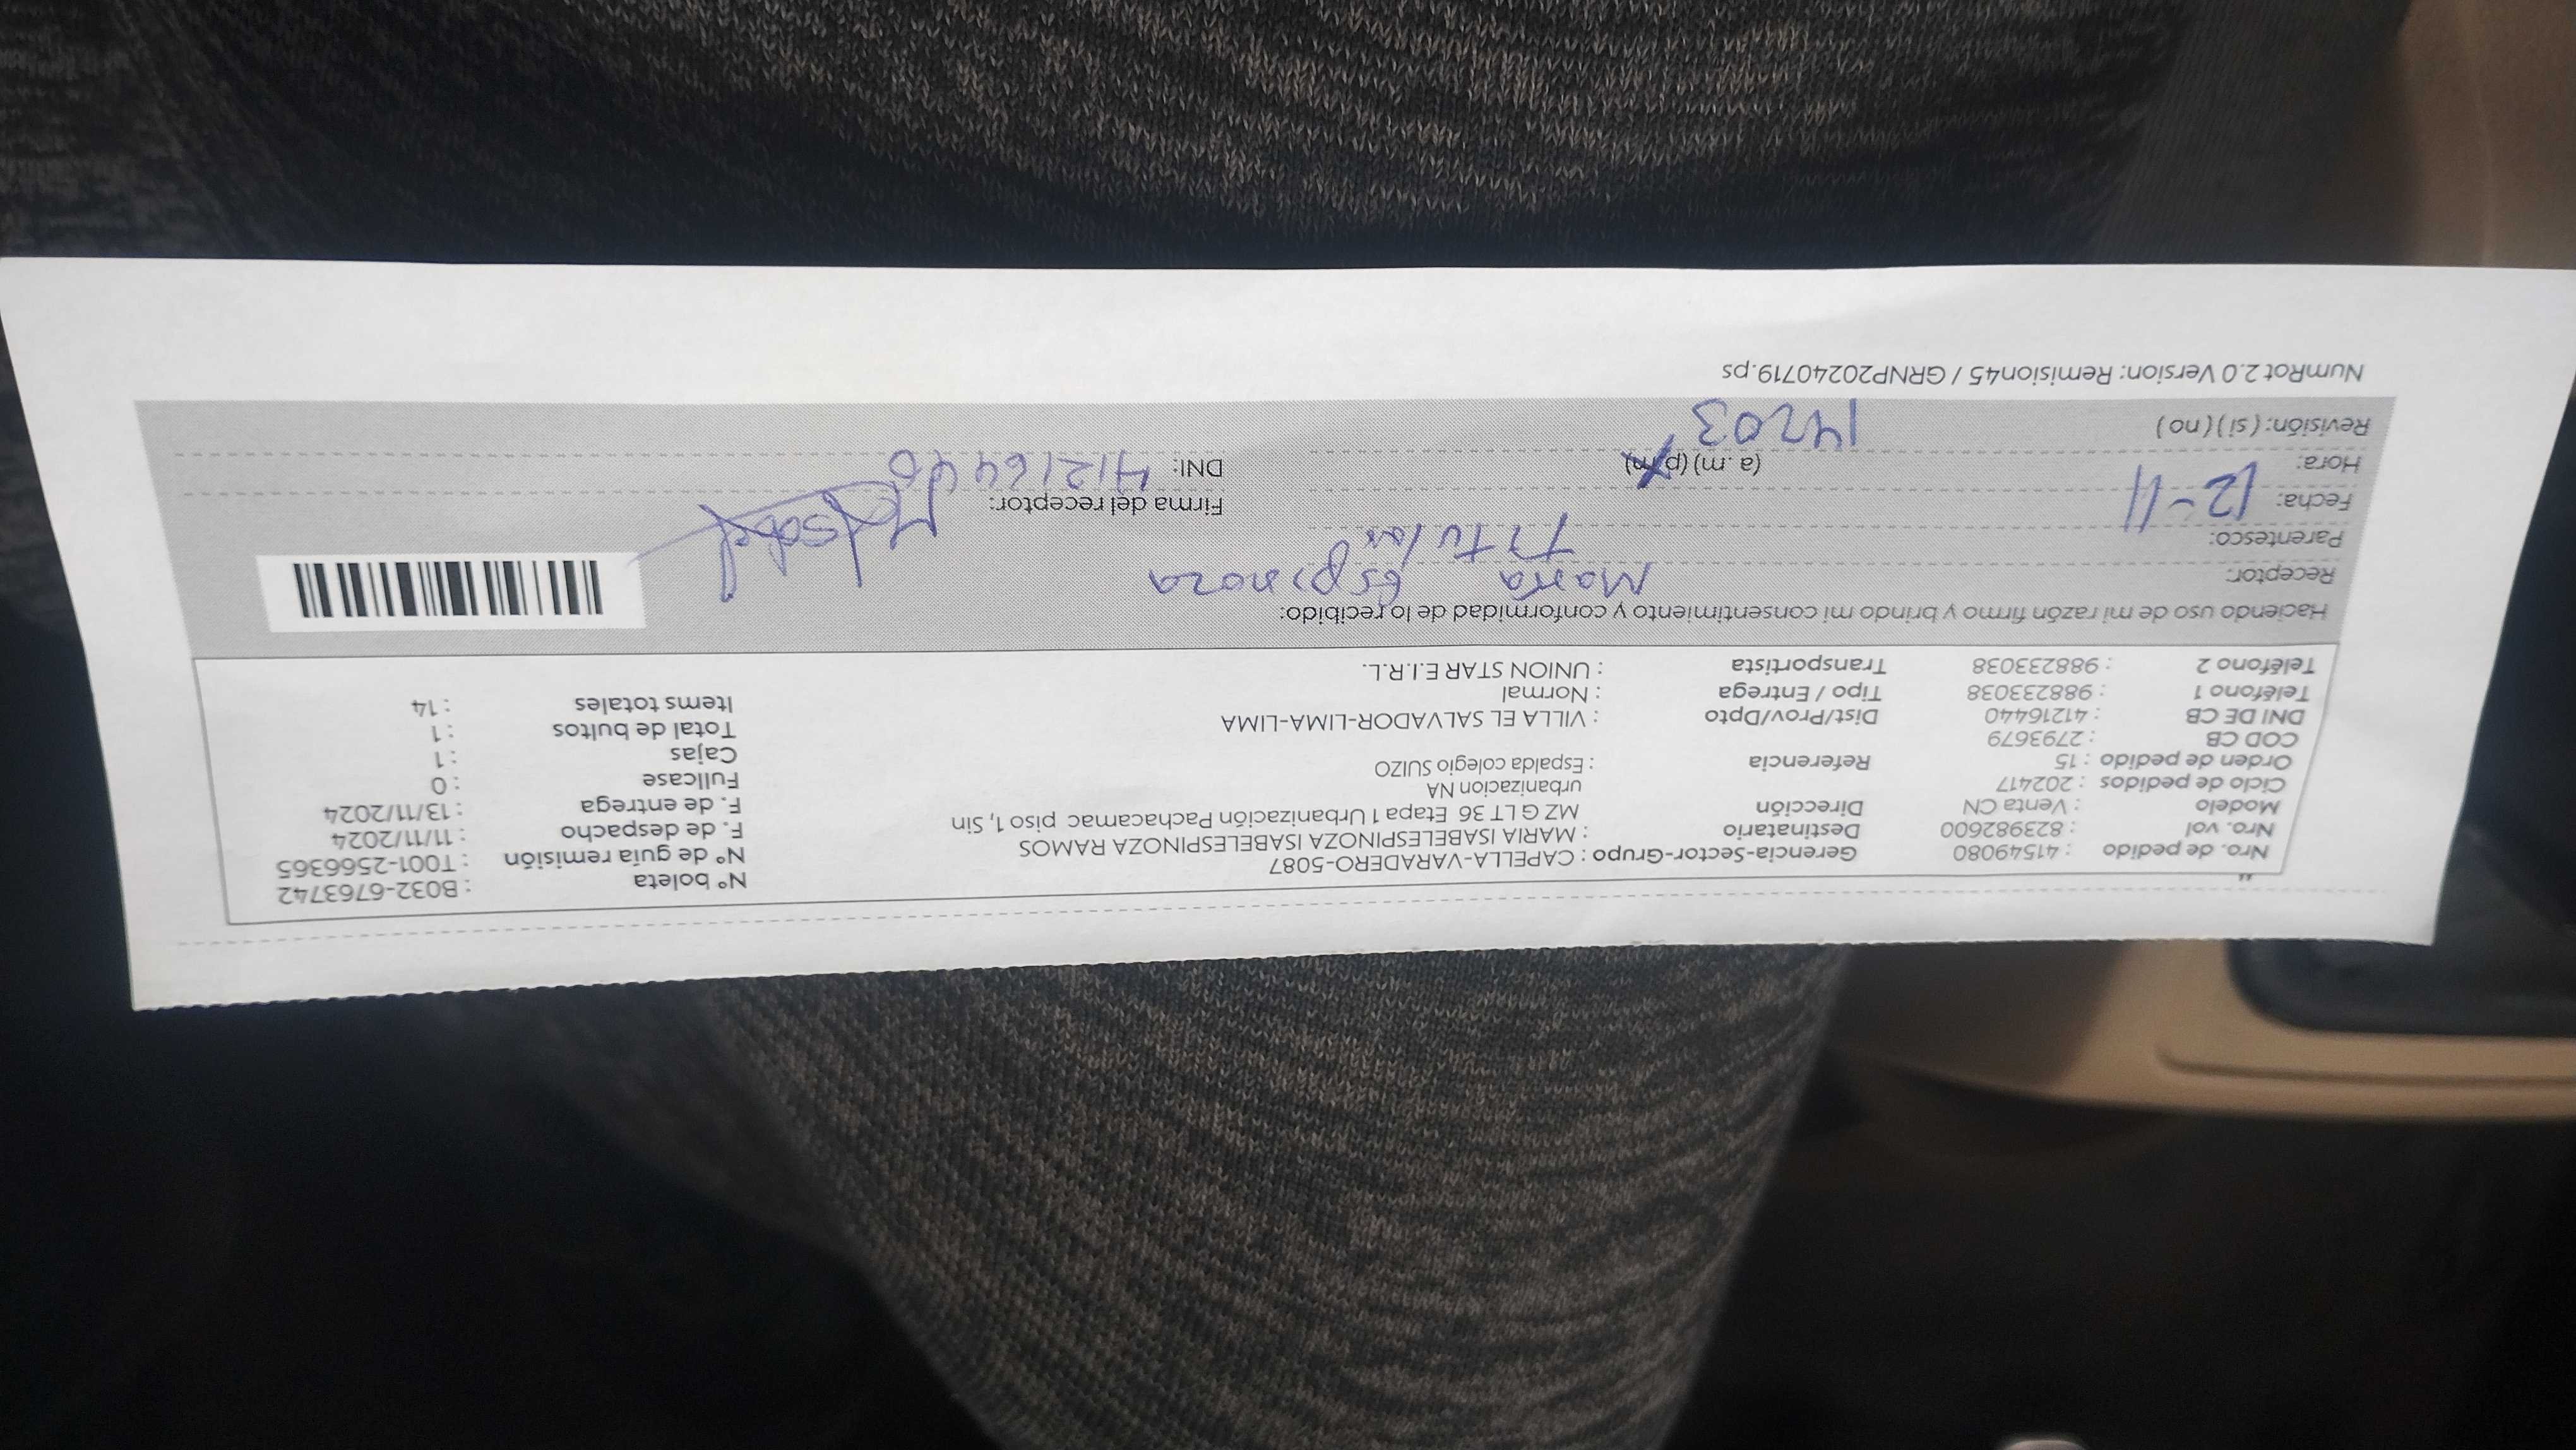 Nro. de pedido : 41549080 Gerencia-Sector-Grupo : CAPELLA-VARADERO-5087 N° boleta : B032-6763742
Nro. vol : 823982600 Destinatario : MARIA ISABELESPINOZA ISABELESPINOZA RAMOS N° de guía remisión : T001-2566365
Modelo : Venta CN Dirección MZ G LT 36 Etapa 1 Urbanización Pachacamac piso 1, Sin F. de despacho : 11/11/2024
urbanizacion NA
Ciclo de pedidos : 202417 F. de entrega : 13/11/2024
Orden de pedido : 15 Referencia : Espalda colegio SUIZO Fullcase : 0
COD CB : 2793679 Cajas : 1
DNI DE CB : 41216440 Dist/Prov/Dpto : VILLA EL SALVADOR-LIMA-LIMA Total de bultos : 1
Teléfono 1 : 988233038 Tipo / Entrega : Normal Items totales : 14
Teléfono 2 : 988233038 Transportista : UNION STAR E.I.R.L.
Haciendo uso de mi razón firmo y brindo mi consentimiento y conformidad de lo recibido:
Receptor: María Espinoza
Parentesco: Titular
Fecha: 12-11 Firma del receptor:
Hora: (a.m) (p.m) DNI: 41216440
Revisión: (si) (no) 14203
NumRot 2.0 Version: Remision45 / GRNP20240719.ps